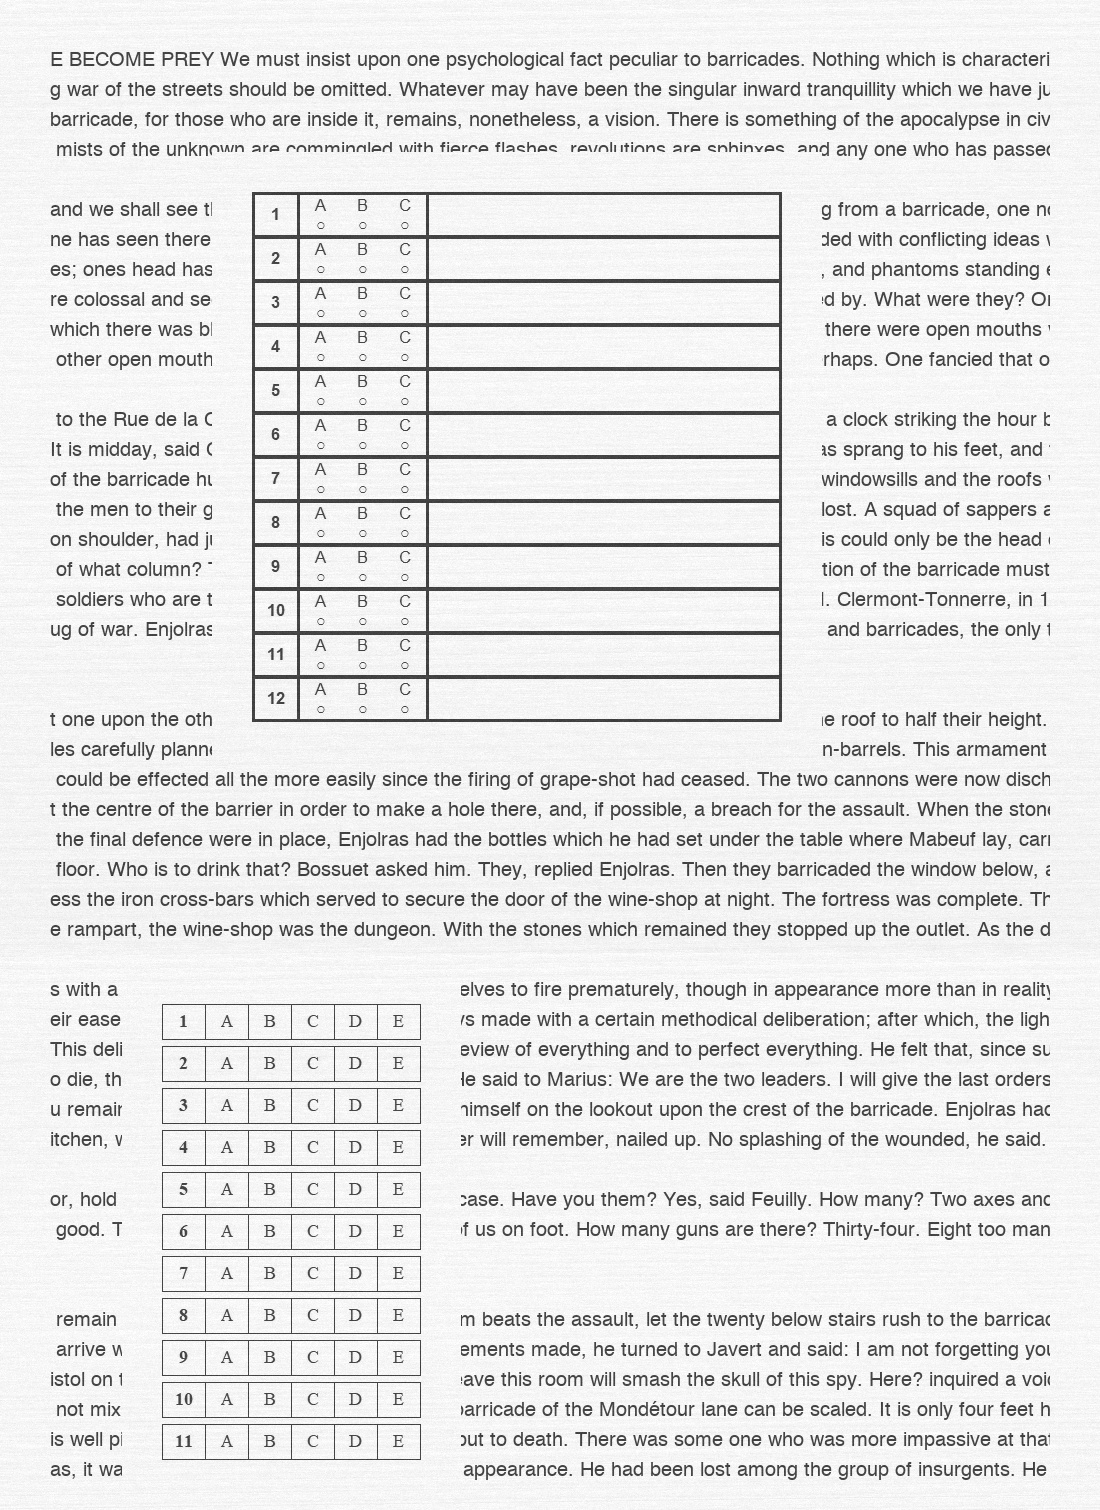 E BECOME PREY We must insist upon one psychological fact peculiar to barricades. Nothing which is characteri
g war of the streets should be omitted. Whatever may have been the singular inward tranquillity which we have ju
barricade, for those who are inside it, remains, nonetheless, a vision. There is something of the apocalypse in civ
mists of the unknown are commingled with fierce flashes, revolutions are sphinxes, and any one who has passed
and we shall see g from a barricade, one no
ne has seen there ded with conflicting ideas
es; ones head has , and phantoms standing
re colossal and se ed by. What were they?
which there was bl there were open mouths
other open mouth rhaps. One fancied that o
to the Rue de la a clock striking the hour b
It is midday, said as sprang to his feet, and
of the barricade hu windowsills and the roofs
the men to their g lost. A squad of sappers a
on shoulder, had ju is could only be the head
of what column? tion of the barricade must
soldiers who are t Clermont-Tonnerre, in 1
ug of war. Enjolras and barricades, the only
t one upon the oth e roof to half their height.
les carefully planne n-barrels. This armament
1 A B C
2 A B C
3 A B C
4 A B C
5 A B C
6 A B C
7 A B C
8 A B C
9 A B C
10 A B C
11 A B C
12 A B C
could be effected all the more easily since the firing of grape-shot had ceased. The two cannons were now disch
t the centre of the barrier in order to make a hole there, and, if possible, a breach for the assault. When the stone
the final defence were in place, Enjolras had the bottles which he had set under the table where Mabeuf lay, carr
floor. Who is to drink that? Bossuet asked him. They, replied Enjolras. Then they barricaded the window below, a
ess the iron cross-bars which served to secure the door of the wine-shop at night. The fortress was complete. Th
e rampart, the wine-shop was the dungeon. With the stones which remained they stopped up the outlet. As the d
s with a elves to fire prematurely, though in appearance more than in reality
eir ease ys made with a certain methodical deliberation; after which, the ligh
This deli eview of everything and to perfect everything. He felt that, since su
o die, th He said to Marius: We are the two leaders. I will give the last orders
u remain himself on the lookout upon the crest of the barricade. Enjolras had
itchen, w er will remember, nailed up. No splashing of the wounded, he said.
or, hold case. Have you them? Yes, said Feuilly. How many? Two axes and
good. T of us on foot. How many guns are there? Thirty-four. Eight too man
remain m beats the assault, let the twenty below stairs rush to the barricad
arrive w ements made, he turned to Javert and said: I am not forgetting you
istol on t eave this room will smash the skull of this spy. Here? inquired a voic
not mix barricade of the Mondétour lane can be scaled. It is only four feet h
is well pi out to death. There was some one who was more impassive at that
as, it wa appearance. He had been lost among the group of insurgents. He
1 A B C D E
2 A B C D E
3 A B C D E
4 A B C D E
5 A B C D E
6 A B C D E
7 A B C D E
8 A B C D E
9 A B C D E
10 A B C D E
11 A B C D E